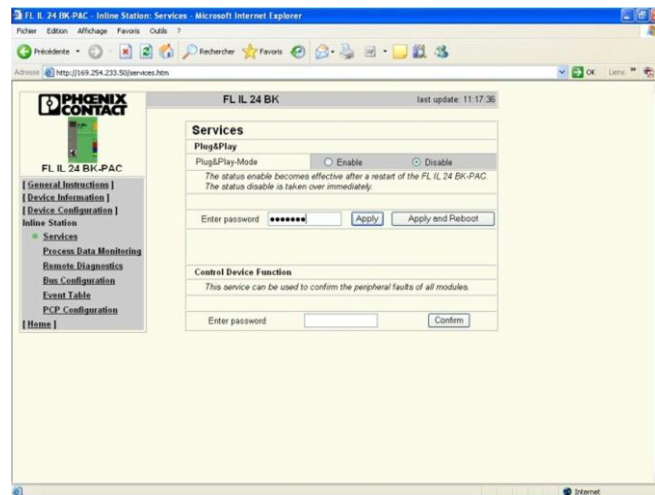 FL IL 24 BK-PAC - Inline Station: Services - Microsoft Internet Explorer
Fichier Edition Affichage Favoris Outils ?
Précédente Rechercher Favoris
Adresse http://169.254.233.50/services.htm OK Liens »
PHŒNIX CONTACT
FL IL 24 BK last update: 11:17:36
FL IL 24 BK-PAC
[ General Instructions ]
[ Device Information ]
[ Device Configuration ]
Inline Station
Services
Process Data Monitoring
Remote Diagnostics
Bus Configuration
Event Table
PCP Configuration
[ Home ]
Services
Plug&Play
Plug&Play-Mode Enable Disable
The status enable becomes effective after a restart of the FL IL 24 BK-PAC.
The status disable is taken over immediately.
Enter password ●●●●●●● Apply Apply and Reboot
Control Device Function
This service can be used to confirm the peripheral faults of all modules.
Enter password Confirm
Internet